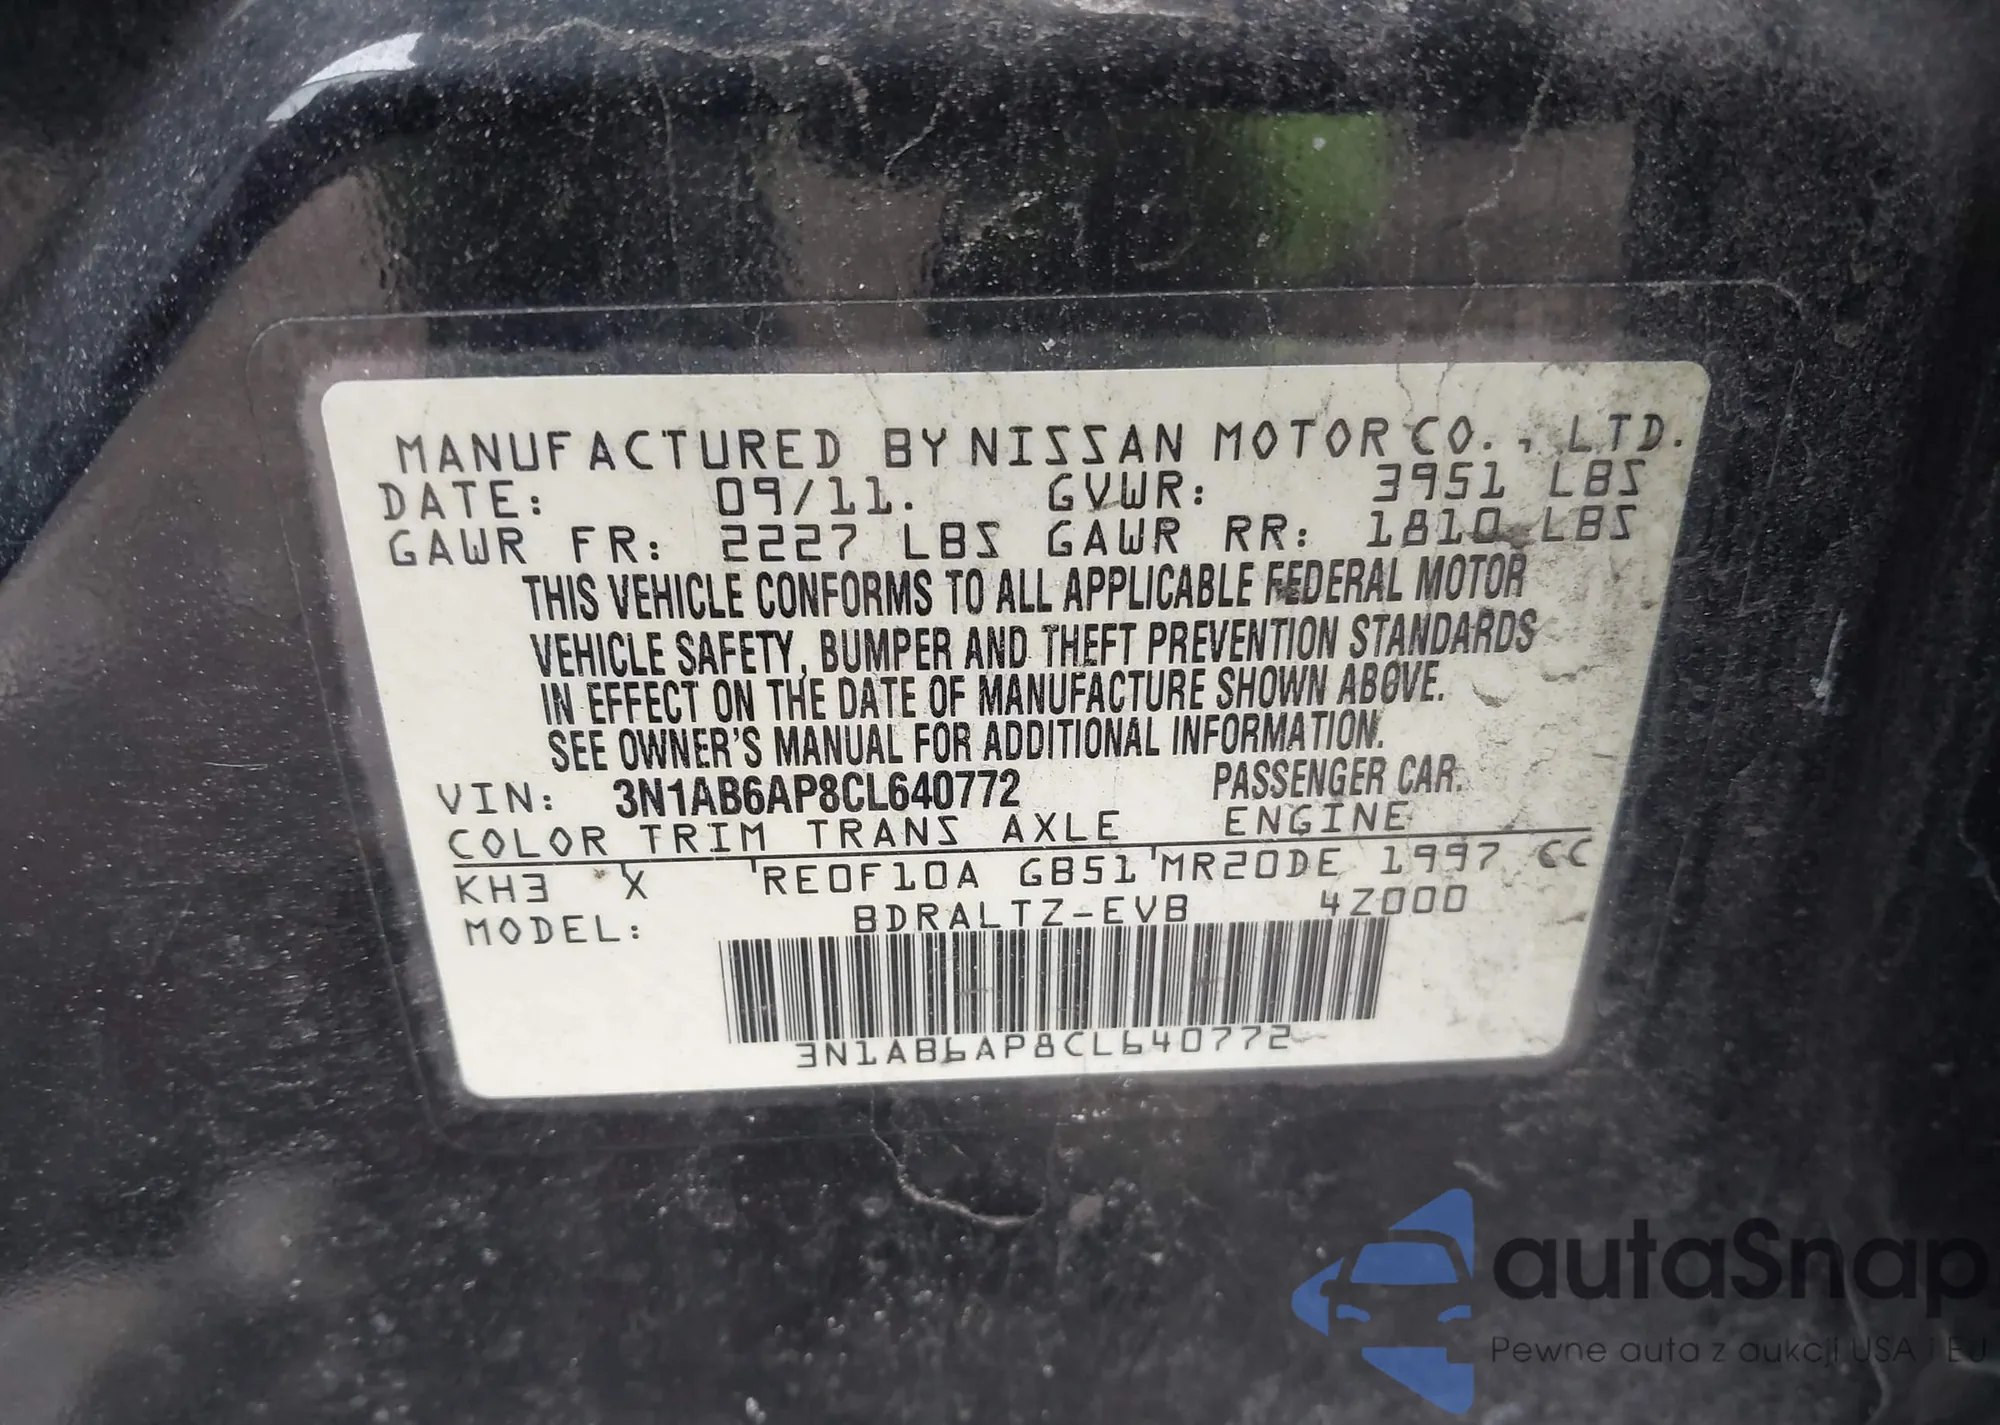 MANUFACTURED BY NISSAN MOTOR CO., LTD.
DATE: 09/11. GVWR: 3951 LBS
GAWR FR: 2227 LBS GAWR RR: 1810 LBS
THIS VEHICLE CONFORMS TO ALL APPLICABLE FEDERAL MOTOR
VEHICLE SAFETY, BUMPER AND THEFT PREVENTION STANDARDS
IN EFFECT ON THE DATE OF MANUFACTURE SHOWN ABOVE.
SEE OWNER'S MANUAL FOR ADDITIONAL INFORMATION.
VIN: 3N1AB6AP8CL640772 PASSENGER CAR.
COLOR TRIM TRANS AXLE ENGINE
KH3 X RE0F10A GB51 MR20DE 1997 CC
MODEL: BDRALTZ-EVB 4Z000
3N1AB6AP8CL640772
autaSnap
Pewne auta z aukcji USA i EU